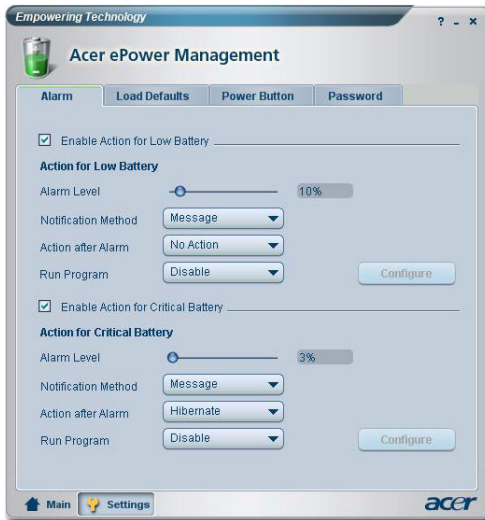 Empowering Technology
? - x
Acer ePower Management
Alarm Load Defaults Power Button Password
Enable Action for Low Battery
Action for Low Battery
Alarm Level 10%
Notification Method Message
Action after Alarm No Action
Run Program Disable Configure
Enable Action for Critical Battery
Action for Critical Battery
Alarm Level 3%
Notification Method Message
Action after Alarm Hibernate
Run Program Disable Configure
Main Settings acer